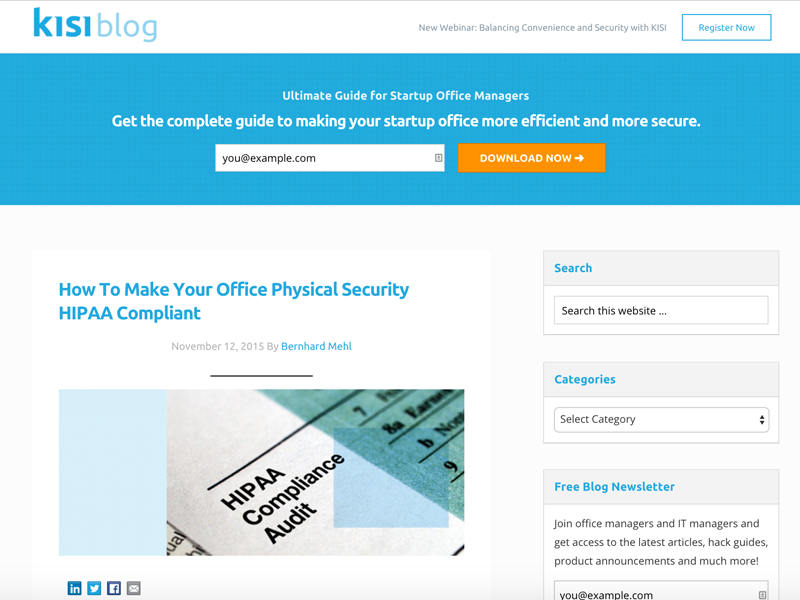 KISI blog
New Webinar: Balancing Convenience and Security with KISI
Register Now
Ultimate Guide for Startup Office Managers
Get the complete guide to making your startup office more efficient and more secure.
you@example.com
DOWNLOAD NOW ➜
How To Make Your Office Physical Security
HIPAA Compliant
November 12, 2015 By Bernhard Mehl
7
8a
b
9
HIPAA
Compliance
Audit
Search
Search this website ...
Categories
Select Category
Free Blog Newsletter
Join office managers and IT managers and
get access to the latest articles, hack guides,
product announcements and much more!
you@example.com